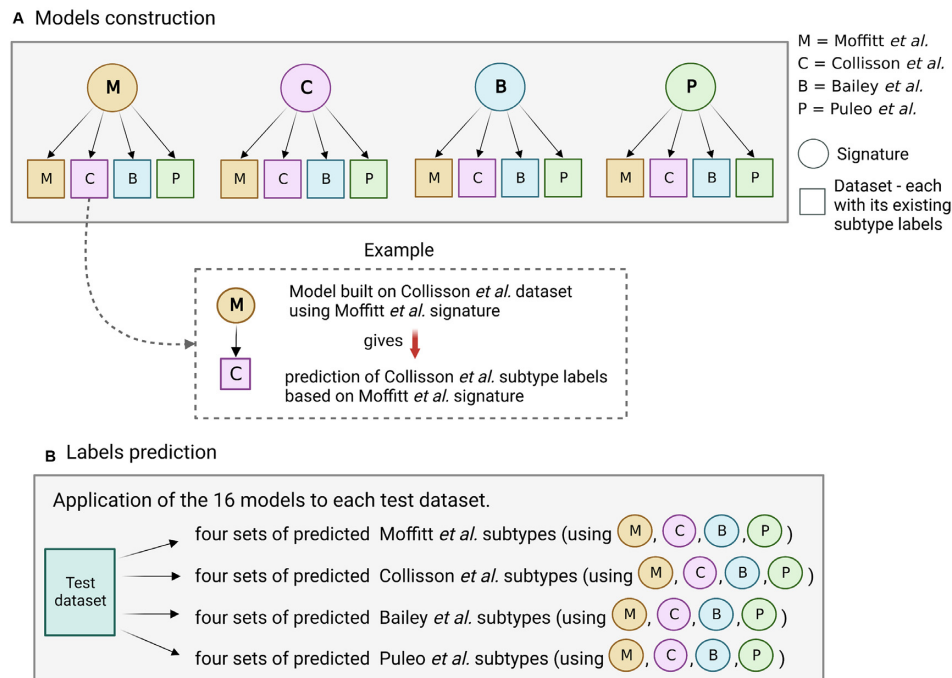 A Models construction
M C B P
M C B P M C B P M C B P M C B P
M = Moffitt et al.
C = Collisson et al.
B = Bailey et al.
P = Puleo et al.
Signature
Dataset - each
with its existing
subtype labels
Example
M
C
Model built on Collisson et al. dataset
using Moffitt et al. signature
gives
prediction of Collisson et al. subtype labels
based on Moffitt et al. signature
B Labels prediction
Application of the 16 models to each test dataset.
Test
dataset
four sets of predicted Moffitt et al. subtypes (using M, C, B, P )
four sets of predicted Collisson et al. subtypes (using M, C, B, P )
four sets of predicted Bailey et al. subtypes (using M, C, B, P )
four sets of predicted Puleo et al. subtypes (using M, C, B, P )